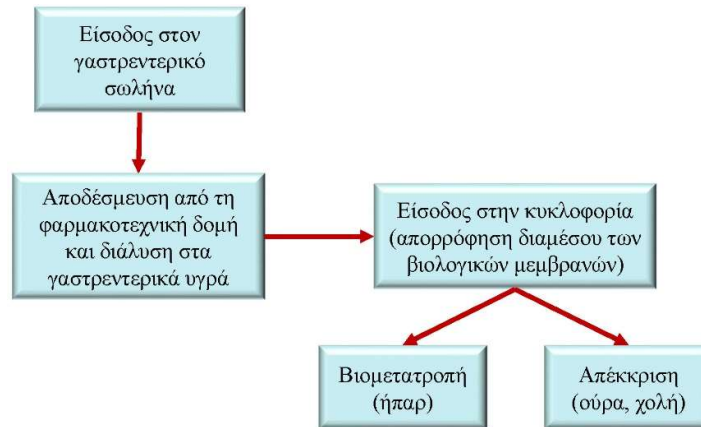 Είσοδος στον
γαστρεντερικό
σωλήνα
Αποδέσμευση από τη
φαρμακοτεχνική δομή
και διάλυση στα
γαστρεντερικά υγρά
Είσοδος στην κυκλοφορία
(απορρόφηση διαμέσου των
βιολογικών μεμβρανών)
Βιομετατροπή
(ήπαρ)
Απέκκριση
(ούρα, χολή)